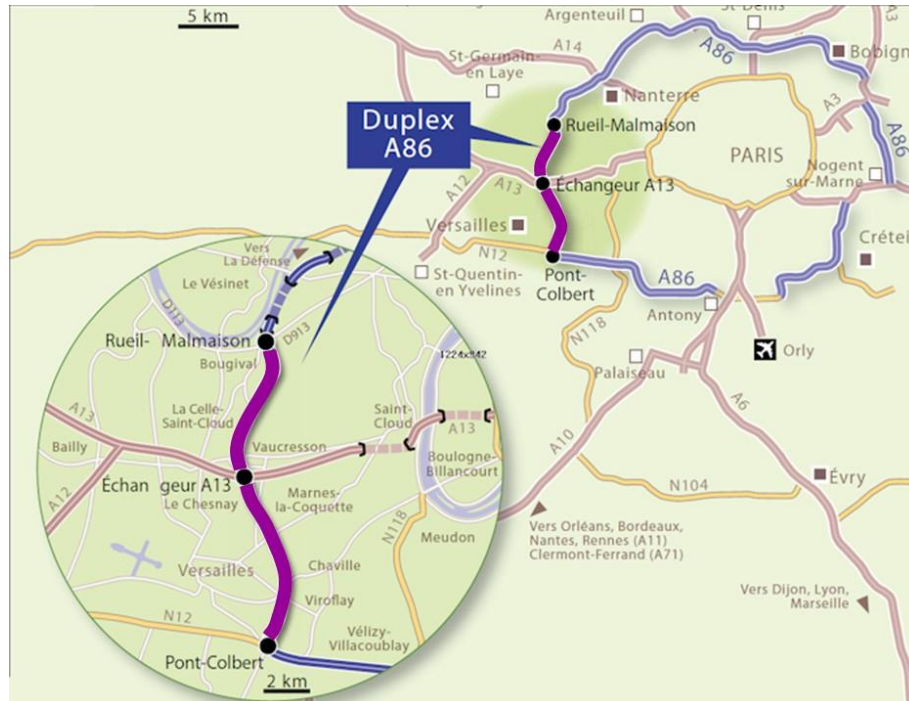 5 km
Argenteuil
St-Denis
A14
A86
Bobign
St-Germain-
en Laye
Nanterre
A3
A86
Duplex
A86
Rueil-Malmaison
PARIS
Nogent
sur-Marne
A12
A13
Échangeur A13
Versailles
Crétei
N12
St-Quentin-
en Yvelines
Pont-
Colbert
A86
Antony
N118
Orly
Palaiseau
A6
A10
Évry
N104
Vers Orléans, Bordeaux,
Nantes, Rennes (A11)
Clermont-Ferrand (A71)
Vers Dijon, Lyon,
Marseille
Vers
La Défense
Le Vésinet
D113
D913
Rueil- Malmaison
Bougival
1224x842
La Celle-
Saint-Cloud
Saint-
Cloud
A13
A13
Bailly
Vaucresson
Boulogne-
Billancourt
A12
Échan geur A13
Le Chesnay
Marnes-
la-Coquette
N118
Meudon
Versailles
Chaville
Viroflay
N12
Vélizy-
Villacoublay
Pont-Colbert
2 km